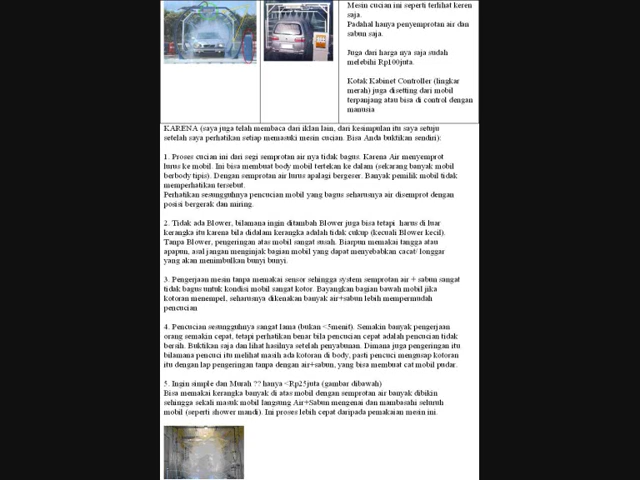 Mesin cucian ini seperti terlihat keren
saja.
Padahal hanya penyemprotan air dan
sabun saja.
Juga dari harga nya saja sudah
melebihi Rp100juta.
Kotak Kabinet Controller (lingkar
merah) juga disetting dari mobil
terpanjang atau bisa di control dengan
manusia
KARENA (saya juga telah membaca dari iklan lain, dari kesimpulan itu saya setuju
setelah saya perhatikan setiap memasuki mesin cucian. Bisa Anda buktikan sendiri):
1. Proses cucian ini dari segi semprotan air nya tidak bagus. Karena Air menyemprot
lurus ke mobil. Ini bisa membuat body mobil tertekan ke dalam (sekarang banyak mobil
berbody tipis). Dengan semprotan air lurus apalagi bergeser. Banyak pemilik mobil tidak
memperhatikan tersebut.
Perhatikan sesungguhnya pencucian mobil yang bagus seharusnya air disemprot dengan
posisi bergerak dan miring.
2. Tidak ada Blower, bilamana ingin ditambah Blower juga bisa tetapi harus di luar
kerangka itu karena bila didalam kerangka adalah tidak cukup (kecuali Blower kecil).
Tanpa Blower, pengeringan atas mobil sangat susah. Biarpun memakai tangga atau
apapun, asal jangan menginjak bagian mobil yang dapat menyebabkan cacat/ longgar
yang akan menimbulkan bunyi bunyi.
3. Pengerjaan mesin tanpa memakai sensor sehingga system semprotan air + sabun sangat
tidak bagus untuk kondisi mobil sangat kotor. Bayangkan bagian bawah mobil jika
kotoran menempel, seharusnya dikenakan banyak air+sabun lebih mempermudah
pencucian
4. Pencucian sesungguhnya sangat lama (bukan <5menit). Semakin banyak pengerjaan
orang semakin cepat, tetapi perhatikan benar bila pencucian cepat adalah pencucian tidak
bersih. Buktikan saja dan lihat hasilnya setelah penyabunan. Dimana juga pengeringan itu
bilamana pencuci itu melihat masih ada kotoran di body, pasti pencuci mengusap kotoran
itu dengan lap pengeringan tanpa dengan air+sabun, yang bisa membuat cat mobil pudar.
5. Ingin simple dan Murah ?? hanya <Rp25juta (gambar dibawah)
Bisa memakai kerangka banyak di atas mobil dengan semprotan air banyak dibikin
sehingga sekali masuk mobil langsung Air+Sabun mengenai dan membasahi seluruh
mobil (seperti shower mandi). Ini proses lebih cepat daripada pemakaian mesin ini.